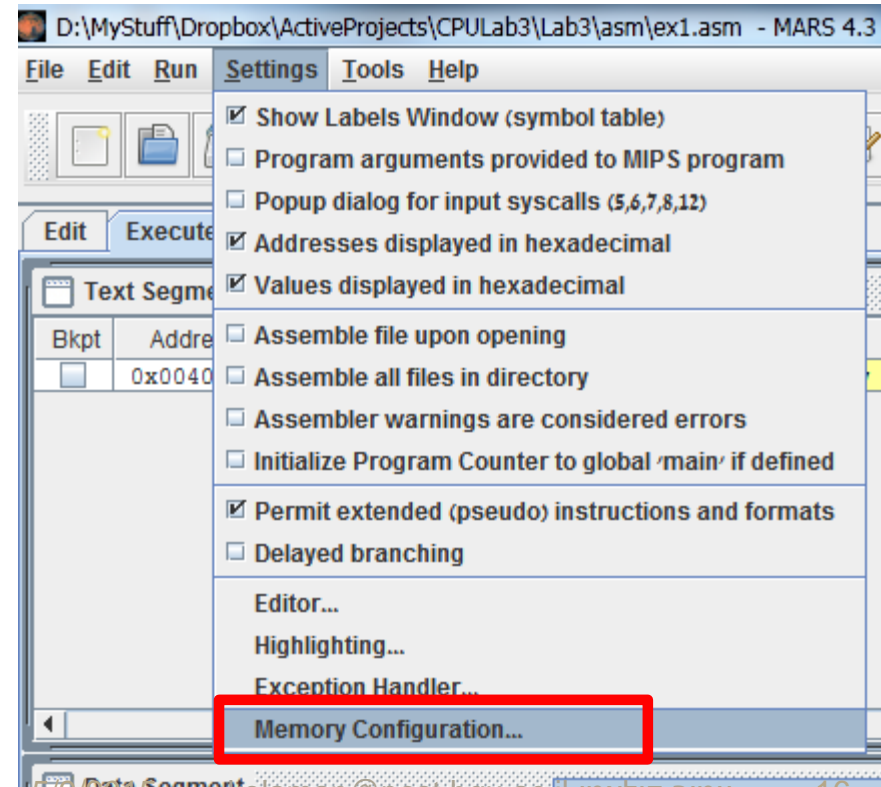 D:\MyStuff\Dropbox\ActiveProjects\CPULab3\Lab3\asm\ex1.asm - MARS 4.3
File Edit Run Settings Tools Help
Show Labels Window (symbol table)
Program arguments provided to MIPS program
Popup dialog for input syscalls (5,6,7,8,12)
Addresses displayed in hexadecimal
Values displayed in hexadecimal
Assemble file upon opening
Assemble all files in directory
Assembler warnings are considered errors
Initialize Program Counter to global 'main' if defined
Permit extended (pseudo) instructions and formats
Delayed branching
Editor...
Highlighting...
Exception Handler...
Memory Configuration...
Edit Execute
Text Segme
Bkpt Addre
0x0040
Data Segment